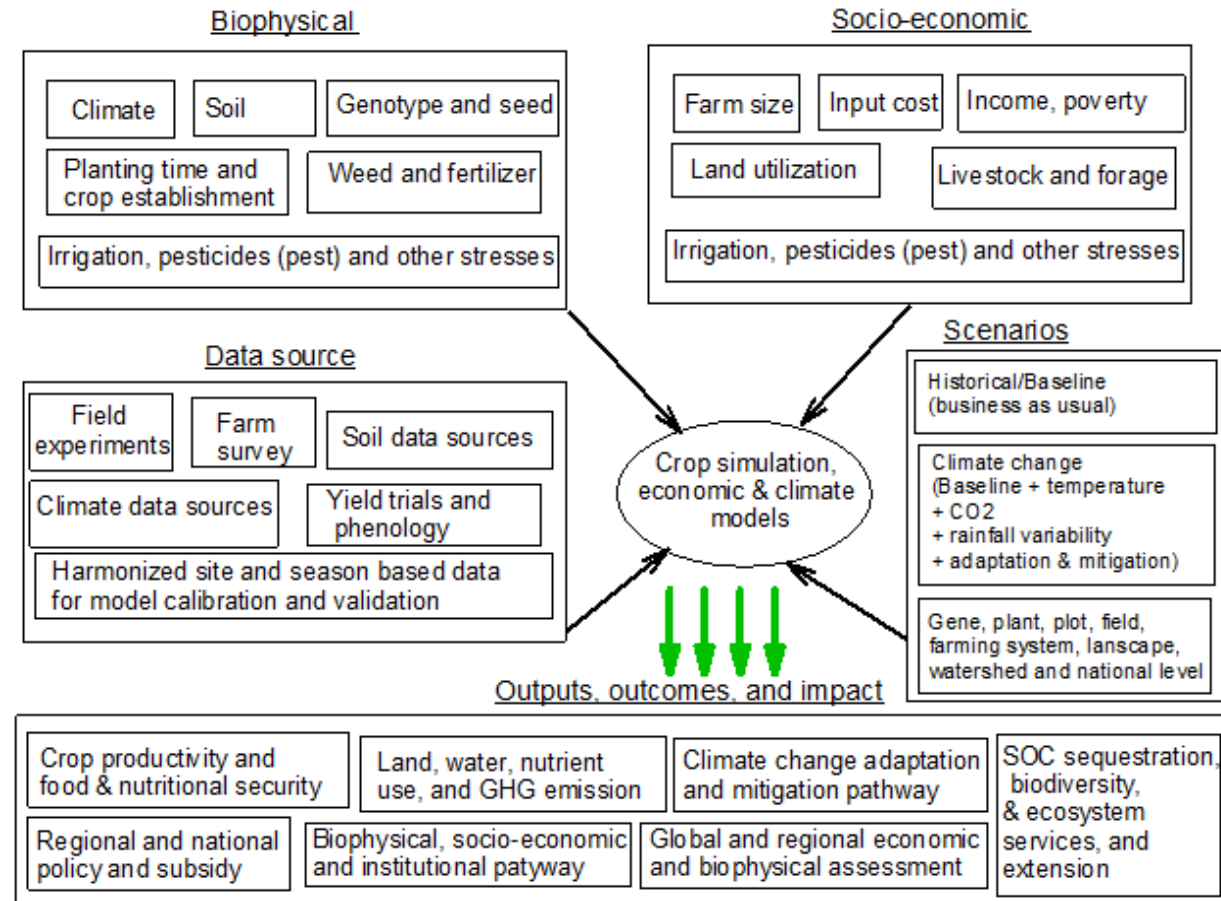 Biophysical
Climate
Soil
Genotype and seed
Planting time and
crop establishment
Weed and fertilizer
Irrigation, pesticides (pest) and other stresses
Socio-economic
Farm size
Input cost
Income, poverty
Land utilization
Livestock and forage
Irrigation, pesticides (pest) and other stresses
Data source
Field
experiments
Farm
survey
Soil data sources
Climate data sources
Yield trials and
phenology
Harmonized site and season based data
for model calibration and validation
Crop simulation,
economic & climate
models
Scenarios
Historical/Baseline
(business as usual)
Climate change
(Baseline + temperature
+ CO2
+ rainfall variability
+ adaptation & mitigation)
Gene, plant, plot, field,
farming system, lanscape,
watershed and national level
Outputs, outcomes, and impact
Crop productivity and
food & nutritional security
Land, water, nutrient
use, and GHG emission
Climate change adaptation
and mitigation pathway
SOC sequestration,
biodiversity,
& ecosystem
services, and
extension
Regional and national
policy and subsidy
Biophysical, socio-economic
and institutional patyway
Global and regional economic
and biophysical assessment